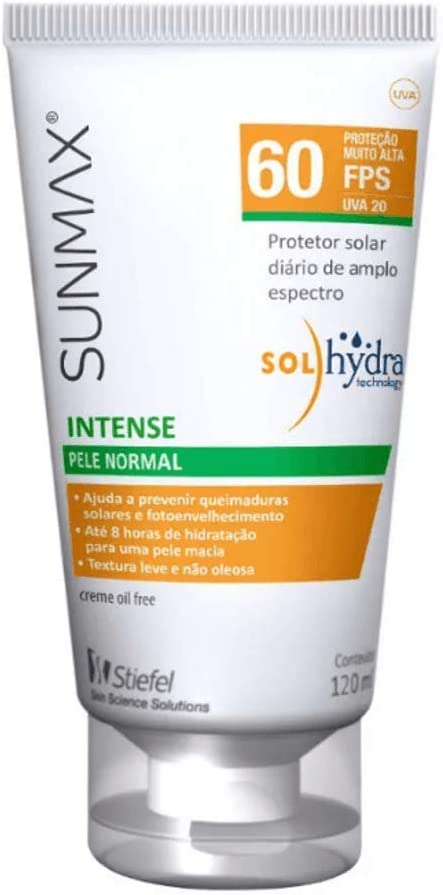 UVA
SUNMAX®
60
PROTEÇÃO
MUITO ALTA
FPS
UVA 20
Protetor solar
diário de amplo
espectro
SOL hydra
technology
INTENSE
PELE NORMAL
• Ajuda a prevenir queimaduras
solares e fotoenvelhecimento
• Até 8 horas de hidratação
para uma pele macia
• Textura leve e não oleosa
creme oil free
Stiefel
Skin Science Solutions
Conteúdo
120 ml